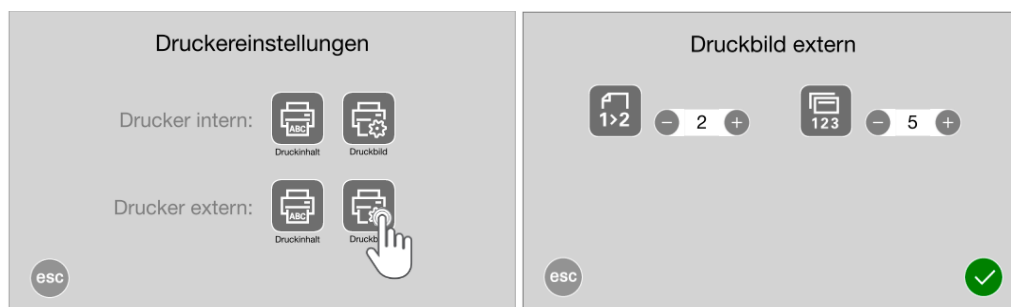 Druckereinstellungen
Drucker intern:
ABC
Druckinhalt
Druckbild
Drucker extern:
ABC
Druckinhalt
esc
Druckbild extern
1>2
- 2 +
123
- 5 +
esc